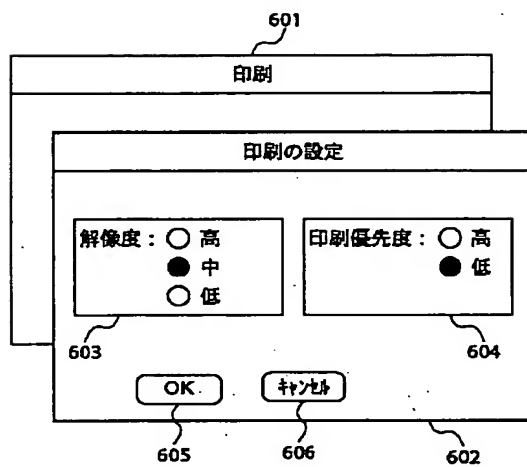 601
印刷
印刷の設定
解像度：○ 高
● 中
○ 低
印刷優先度：○ 高
● 低
603
604
OK
キャンセル
605
606
602